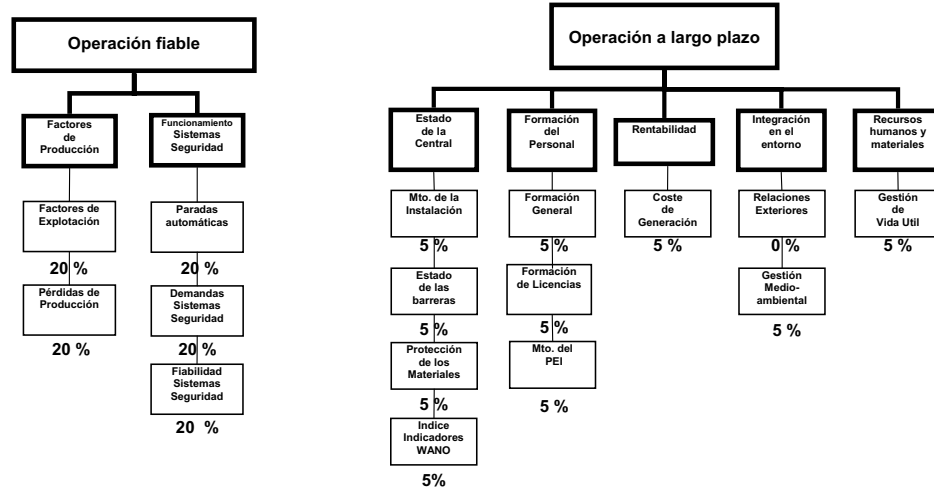 Operación fiable
Factores
de
Producción
Funcionamiento
Sistemas
Seguridad
Factores de
Explotación
20 %
Pérdidas de
Producción
20 %
Paradas
automáticas
20 %
Demandas
Sistemas
Seguridad
20 %
Fiabilidad
Sistemas
Seguridad
20 %
Operación a largo plazo
Estado
de la
Central
Mto. de la
Instalación
5 %
Estado
de las
barreras
5 %
Protección
de los
Materiales
5 %
Indice
Indicadores
WANO
5%
Formación
del
Personal
Formación
General
5 %
Formación
de Licencias
5 %
Mto. del
PEI
5 %
Rentabilidad
Coste
de
Generación
5 %
Integración
en el
entorno
Relaciones
Exteriores
0 %
Gestión
Medio-
ambiental
5 %
Recursos
humanos y
materiales
Gestión
de
Vida Util
5 %